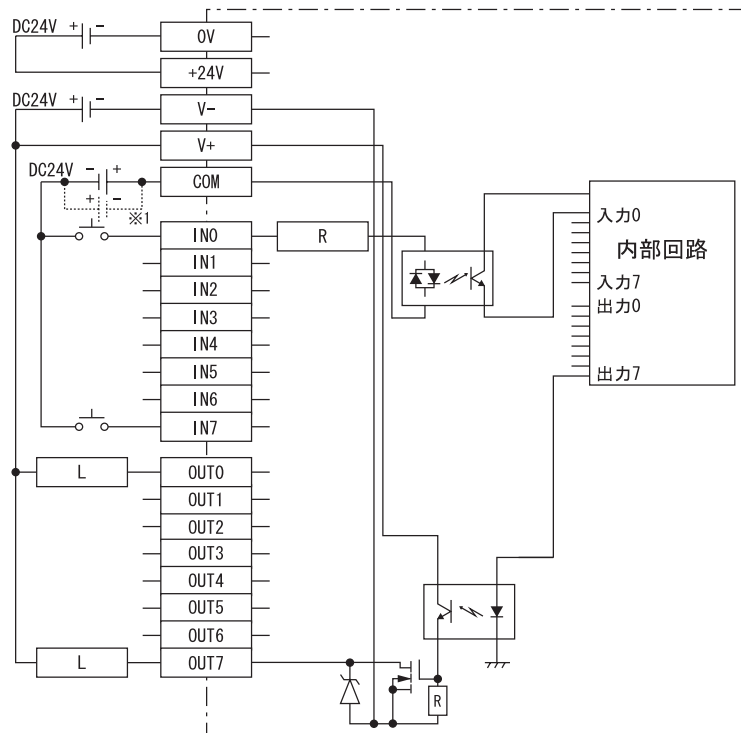 DC24V + -
0V
+24V
DC24V + -
V-
V+
DC24V - +
COM
+ -
※1
IN0
R
IN1
IN2
IN3
IN4
IN5
IN6
IN7
入力0
内部回路
入力7
出力0
出力7
L
OUT0
OUT1
OUT2
OUT3
OUT4
OUT5
OUT6
L
OUT7
R